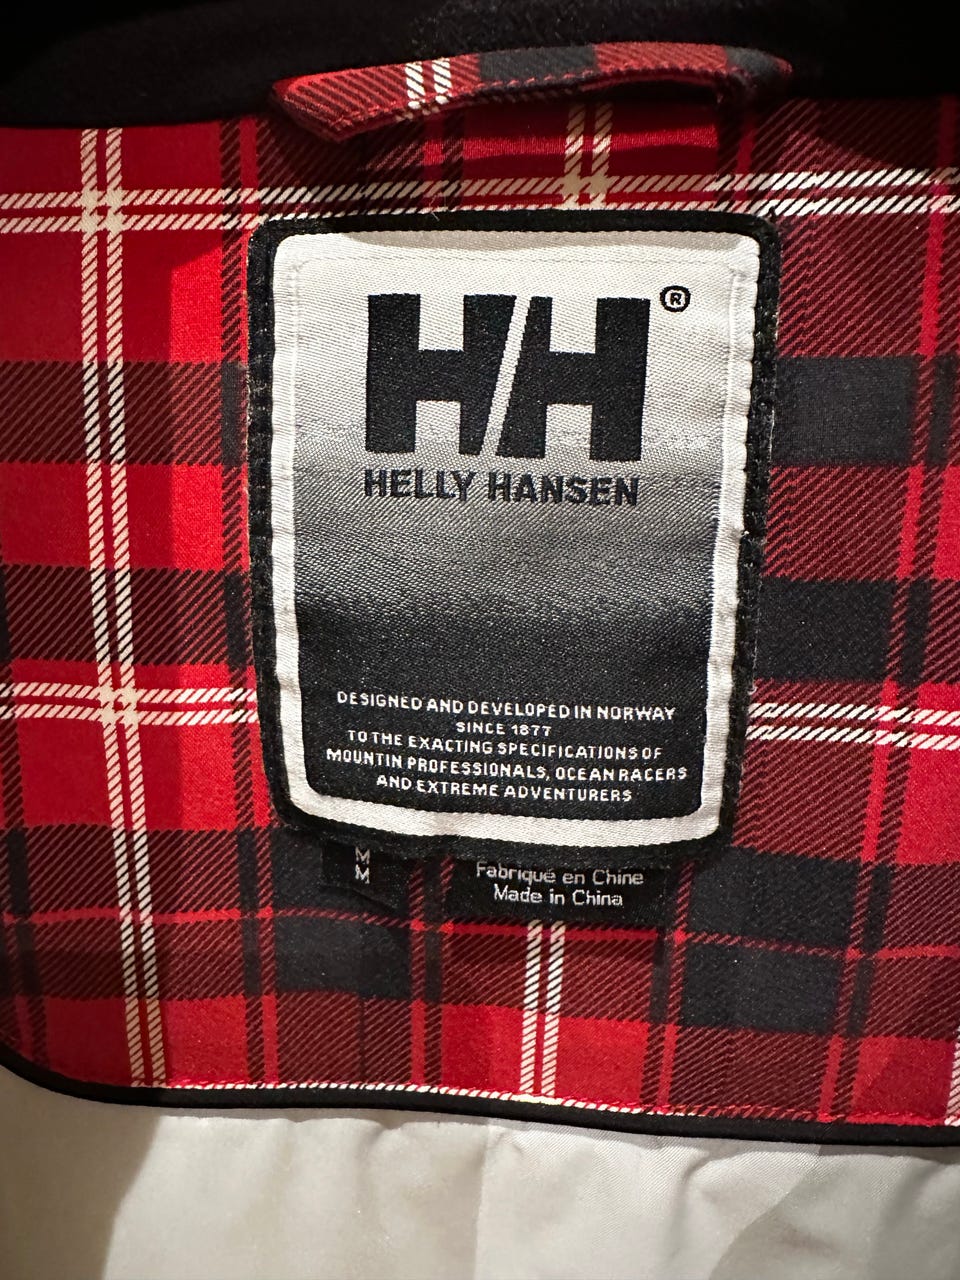 HH®
HELLY HANSEN
DESIGNED AND DEVELOPED IN NORWAY
SINCE 1877
TO THE EXACTING SPECIFICATIONS OF
MOUNTIN PROFESSIONALS, OCEAN RACERS
AND EXTREME ADVENTURERS
M
M
Fabriqué en Chine
Made in China